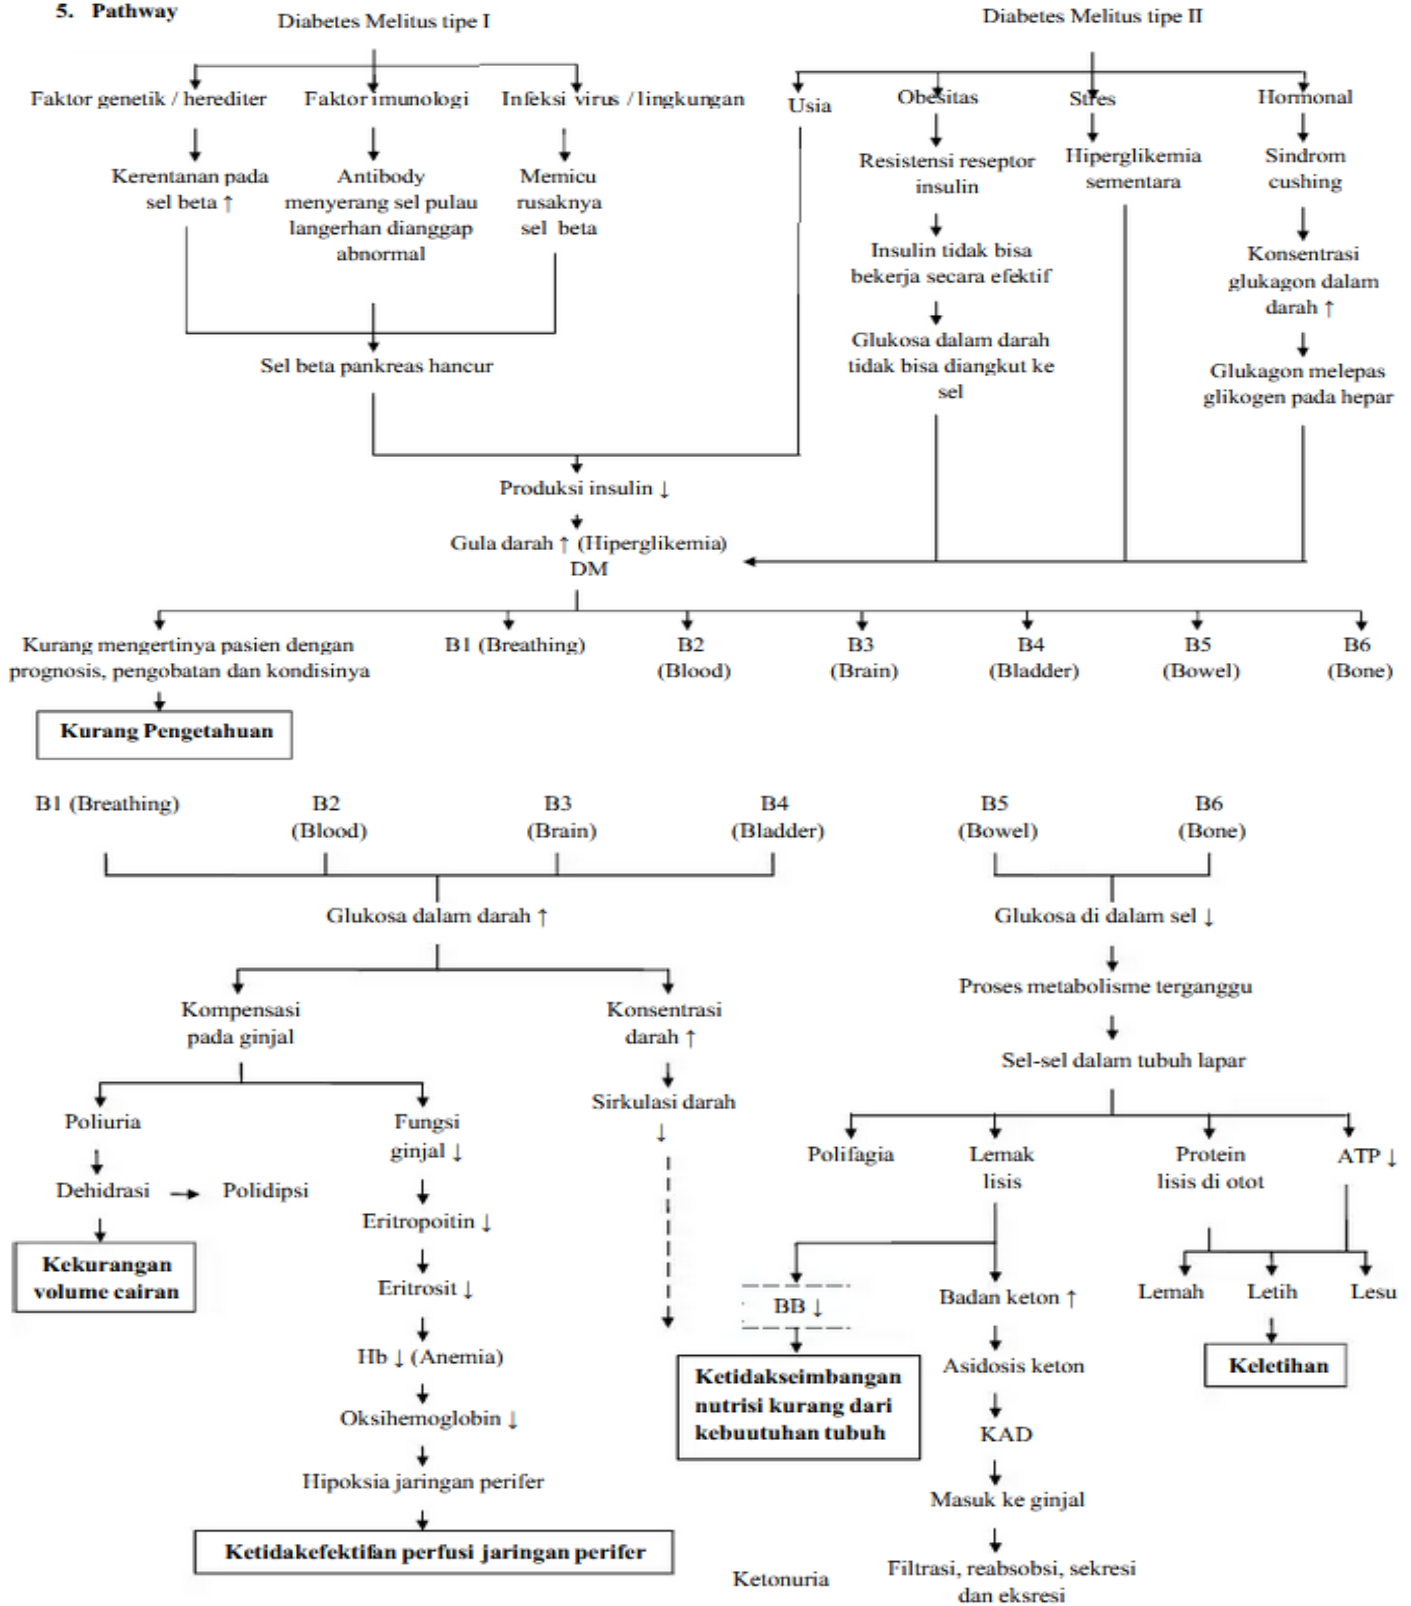 5. Pathway
Diabetes Melitus tipe I
Diabetes Melitus tipe II
Faktor genetik / herediter
Faktor imunologi
Infeksi virus / lingkungan
Usia
Obesitas
Stres
Hormonal
Kerentanan pada
sel beta ↑
Antibody
menyerang sel pulau
langerhan dianggap
abnormal
Memicu
rusaknya
sel beta
Resistensi reseptor
insulin
Hiperglikemia
sementara
Sindrom
cushing
Insulin tidak bisa
bekerja secara efektif
Konsentrasi
glukagon dalam
darah ↑
Glukosa dalam darah
tidak bisa diangkut ke
sel
Glukagon melepas
glikogen pada hepar
Sel beta pankreas hancur
Produksi insulin ↓
Gula darah ↑ (Hiperglikemia)
DM
Kurang mengertinya pasien dengan
prognosis, pengobatan dan kondisinya
B1 (Breathing)
B2
(Blood)
B3
(Brain)
B4
(Bladder)
B5
(Bowel)
B6
(Bone)
Kurang Pengetahuan
B1 (Breathing)
B2
(Blood)
B3
(Brain)
B4
(Bladder)
B5
(Bowel)
B6
(Bone)
Glukosa dalam darah ↑
Glukosa di dalam sel ↓
Kompensasi
pada ginjal
Konsentrasi
darah ↑
Proses metabolisme terganggu
Sel-sel dalam tubuh lapar
Poliuria
Fungsi
ginjal ↓
Sirkulasi darah
↓
Polifagia
Lemak
lisis
Protein
lisis di otot
ATP ↓
Dehidrasi
Polidipsi
Eritropoitin ↓
Kekurangan
volume cairan
Eritrosit ↓
BB ↓
Badan keton ↑
Lemah
Letih
Lesu
Hb ↓ (Anemia)
Ketidakseimbangan
nutrisi kurang dari
kebuutuhan tubuh
Asidosis keton
Keletihan
Oksihemoglobin ↓
KAD
Hipoksia jaringan perifer
Masuk ke ginjal
Ketidakefektifan perfusi jaringan perifer
Ketonuria
Filtrasi, reabsobsi, sekresi
dan eksresi